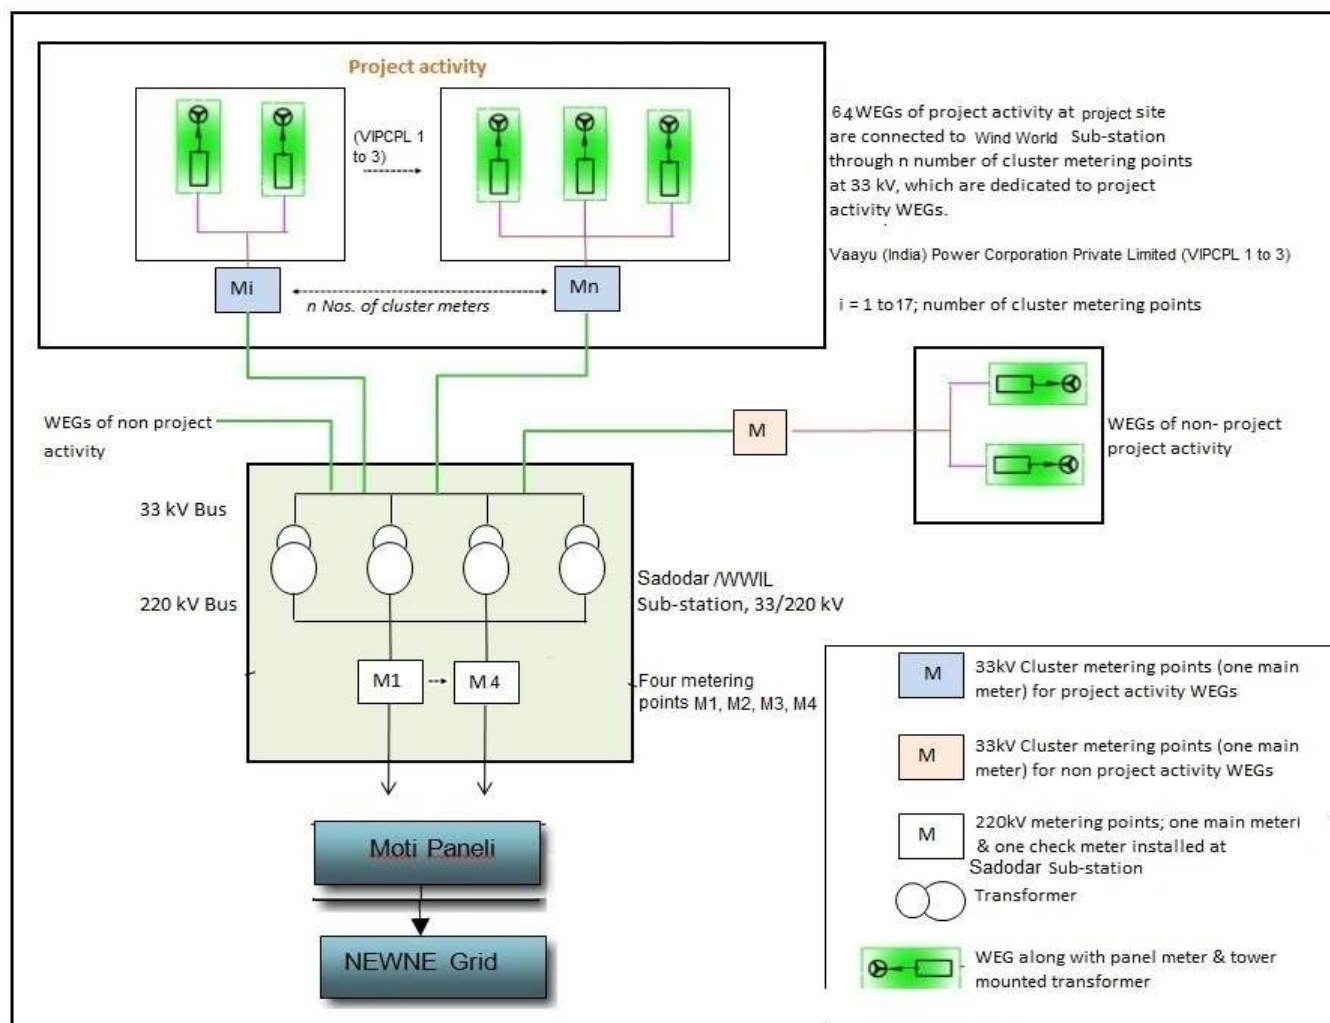 Project activity
(VIPCPL 1
to 3)
64 WEGs of project activity at project site
are connected to Wind World Sub-station
through n number of cluster metering points
at 33 kV, which are dedicated to project
activity WEGs.
Vaayu (India) Power Corporation Private Limited (VIPCPL 1 to 3)
i = 1 to 17; number of cluster metering points
Mi
n Nos. of cluster meters
Mn
WEGs of non project
activity
M
WEGs of non- project
project activity
33 kV Bus
220 kV Bus
Sadodar /WWIL
Sub-station, 33/220 kV
M1
M4
Four metering
points M1, M2, M3, M4
Moti Paneli
NEWNE Grid
M
33kV Cluster metering points (one main
meter) for project activity WEGs
M
33kV Cluster metering points (one main
meter) for non project activity WEGs
M
220kV metering points; one main meter)
& one check meter installed at
Sadodar Sub-station
Transformer
WEG along with panel meter & tower
mounted transformer